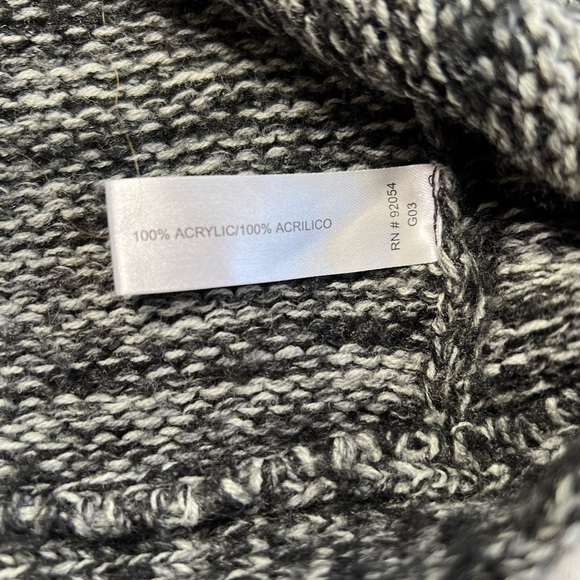 100% ACRYLIC/100% ACRILiCO
RN # 92054
G03